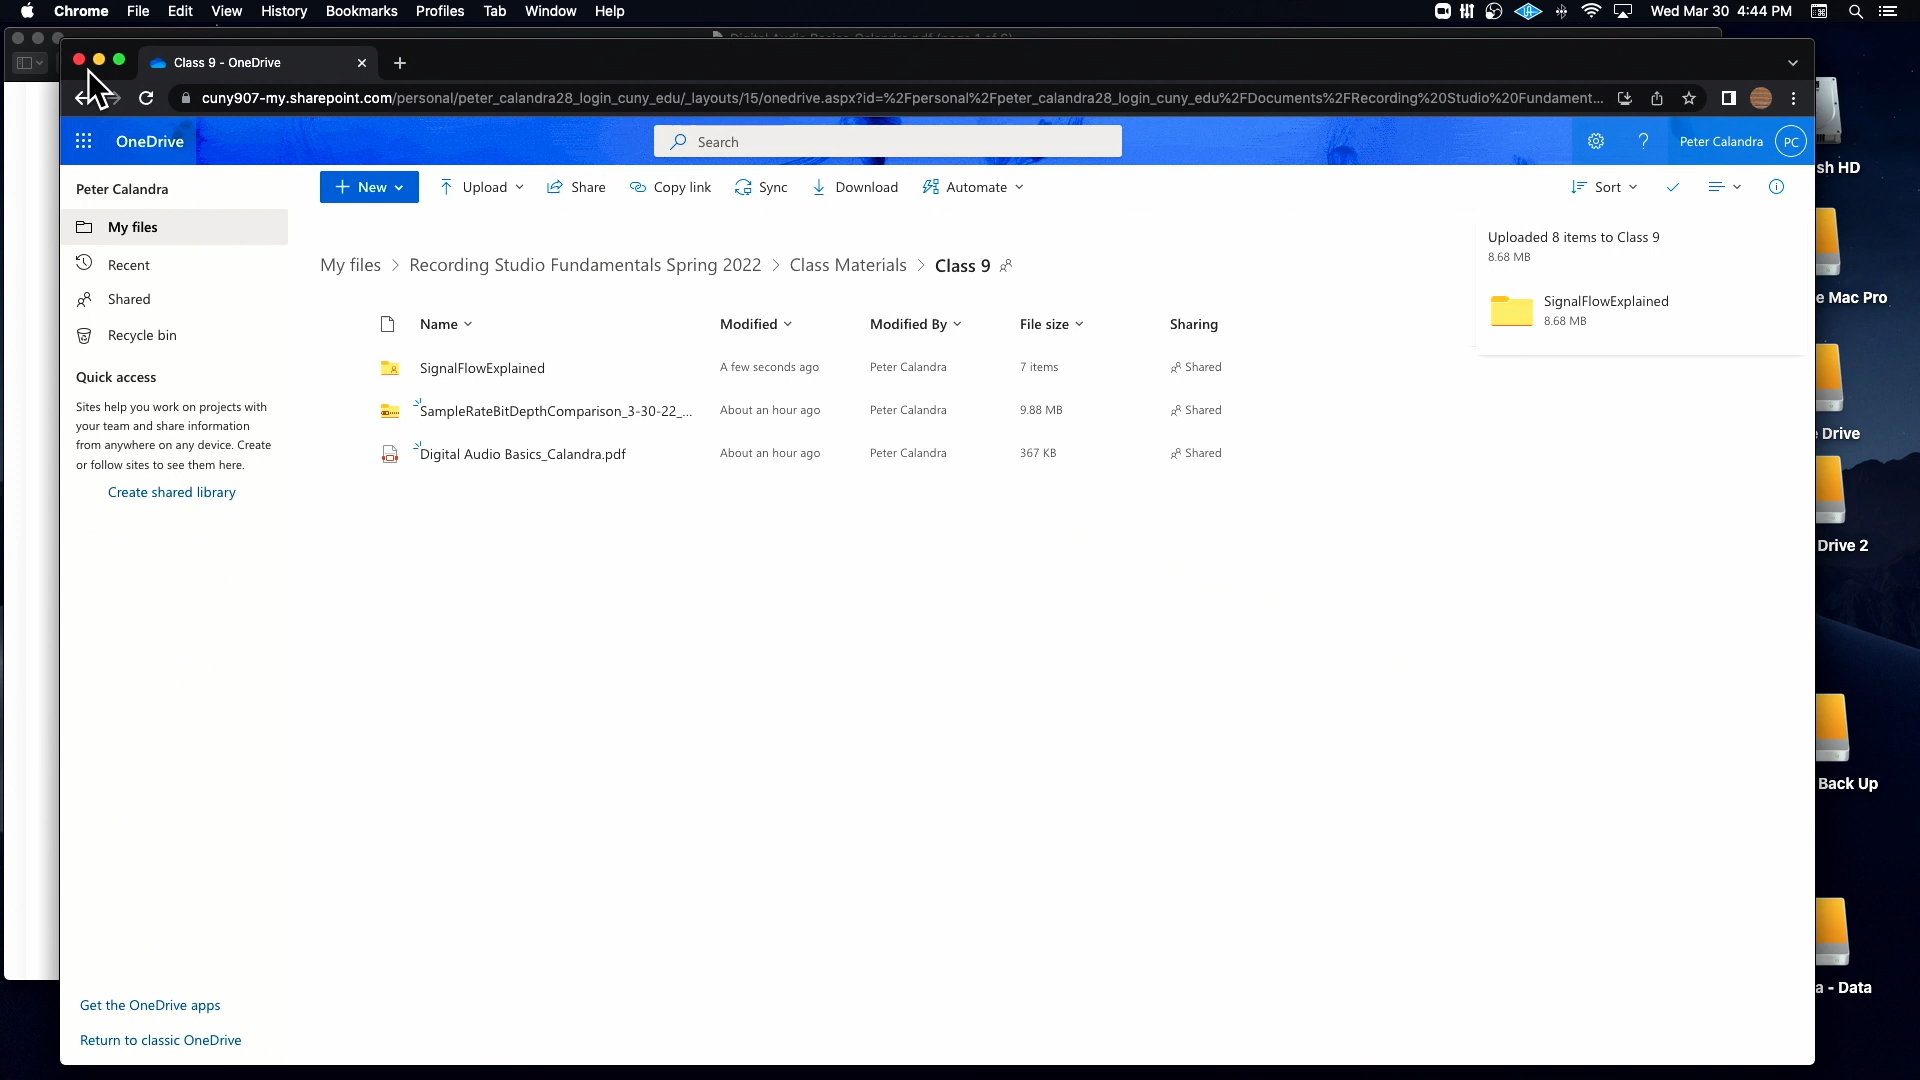 Chrome File Edit View History Bookmarks Profiles Tab Window Help
Wed Mar 30 4:44 PM
Class 9 - OneDrive
cuny907-my.sharepoint.com/personal/peter_calandra28_login_cuny_edu/_layouts/15/onedrive.aspx?id=%2Fpersonal%2Fpeter_calandra28_login_cuny_edu%2FDocuments%2FRecording%20Studio%20Fundament...
OneDrive
Search
Peter Calandra
PC
Peter Calandra
New
Upload
Share
Copy link
Sync
Download
Automate
Sort
My files
Recent
Shared
Recycle bin
Quick access
Sites help you work on projects with
your team and share information
from anywhere on any device. Create
or follow sites to see them here.
Create shared library
Get the OneDrive apps
Return to classic OneDrive
My files > Recording Studio Fundamentals Spring 2022 > Class Materials > Class 9
Name Modified Modified By File size Sharing
SignalFlowExplained A few seconds ago Peter Calandra 7 items Shared
SampleRateBitDepthComparison_3-30-22_... About an hour ago Peter Calandra 9.88 MB Shared
Digital Audio Basics_Calandra.pdf About an hour ago Peter Calandra 367 KB Shared
Uploaded 8 items to Class 9
8.68 MB
SignalFlowExplained
8.68 MB
sh HD
e Mac Pro
Drive
Drive 2
Back Up
a - Data